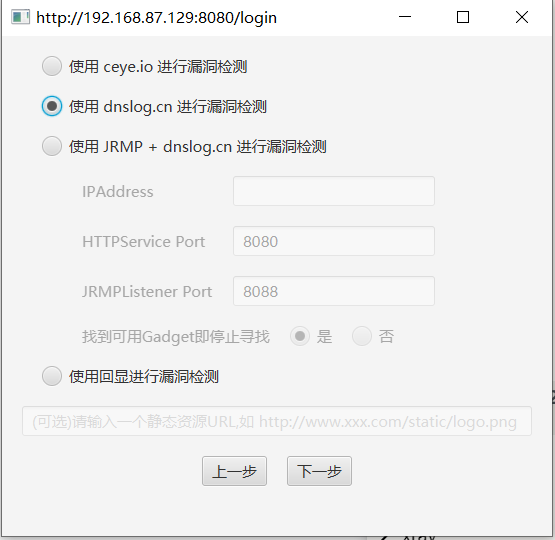 http://192.168.87.129:8080/login
使用 ceye.io 进行漏洞检测
使用 dnslog.cn 进行漏洞检测
使用 JRMP + dnslog.cn 进行漏洞检测
IPAddress
HTTPService Port 8080
JRMPListener Port 8088
找到可用Gadget即停止寻找 是 否
使用回显进行漏洞检测
(可选)请输入一个静态资源URL,如 http://www.xxx.com/static/logo.png
上一步 下一步